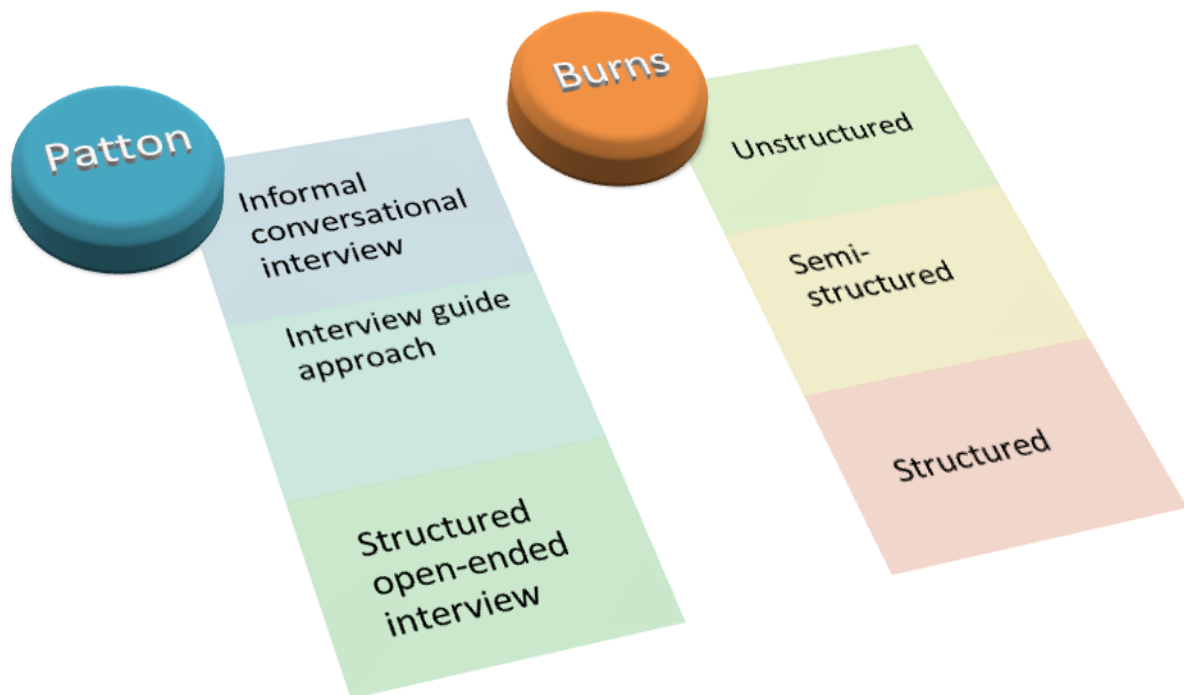 Patton
Informal
conversational
interview
Interview guide
approach
Structured
open-ended
interview
Burns
Unstructured
Semi-
structured
Structured